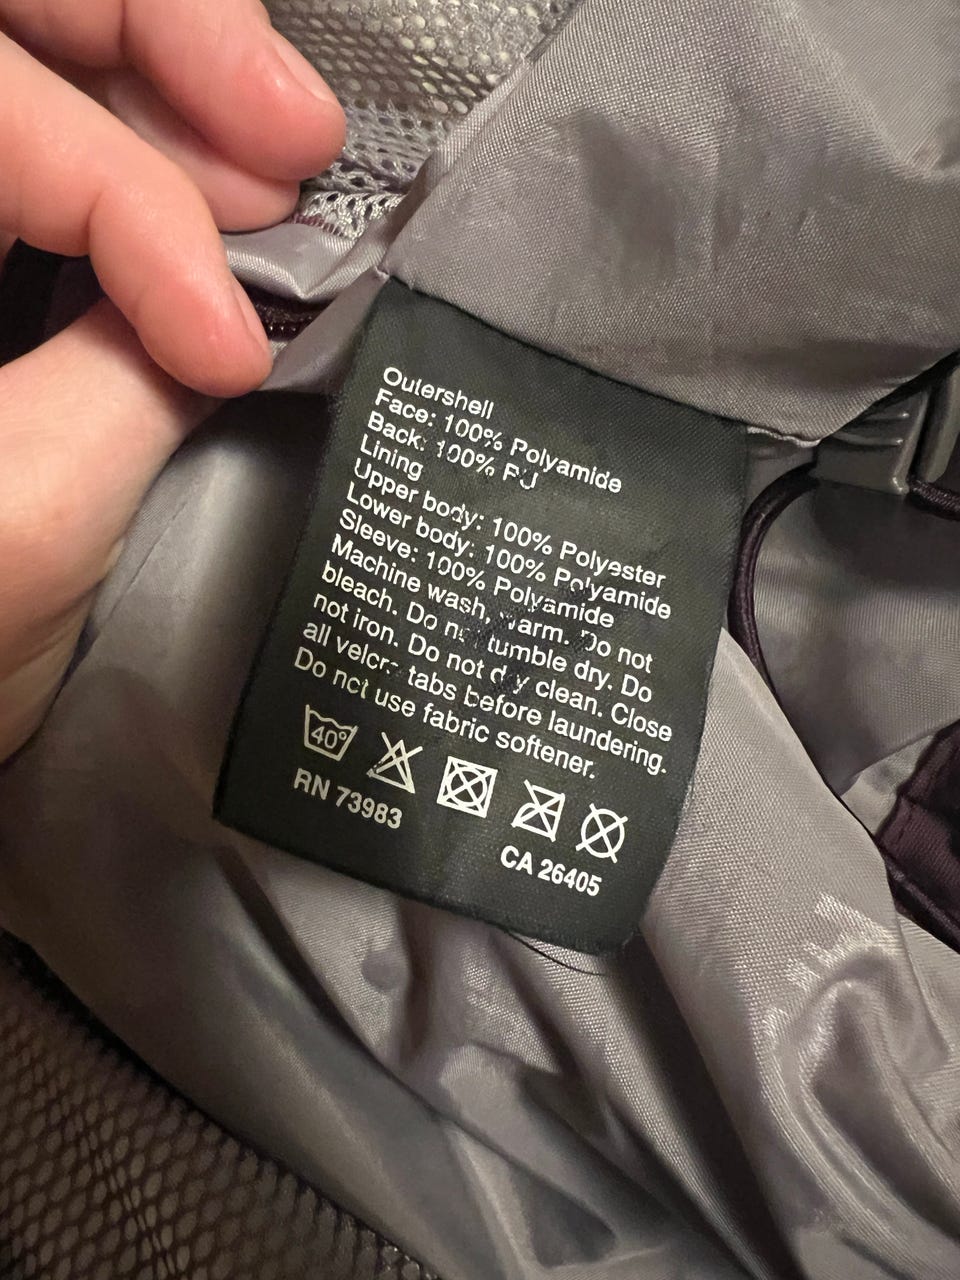 Outershell
Face: 100% Polyamide
Back: 100% PU
Lining
Upper body: 100% Polyester
Lower body: 100% Polyamide
Sleeve: 100% Polyamide
Machine wash, warm. Do not
bleach. Do not tumble dry. Do
not iron. Do not dry clean. Close
all velcro tabs before laundering.
Do not use fabric softener.
40°
RN 73983
CA 26405